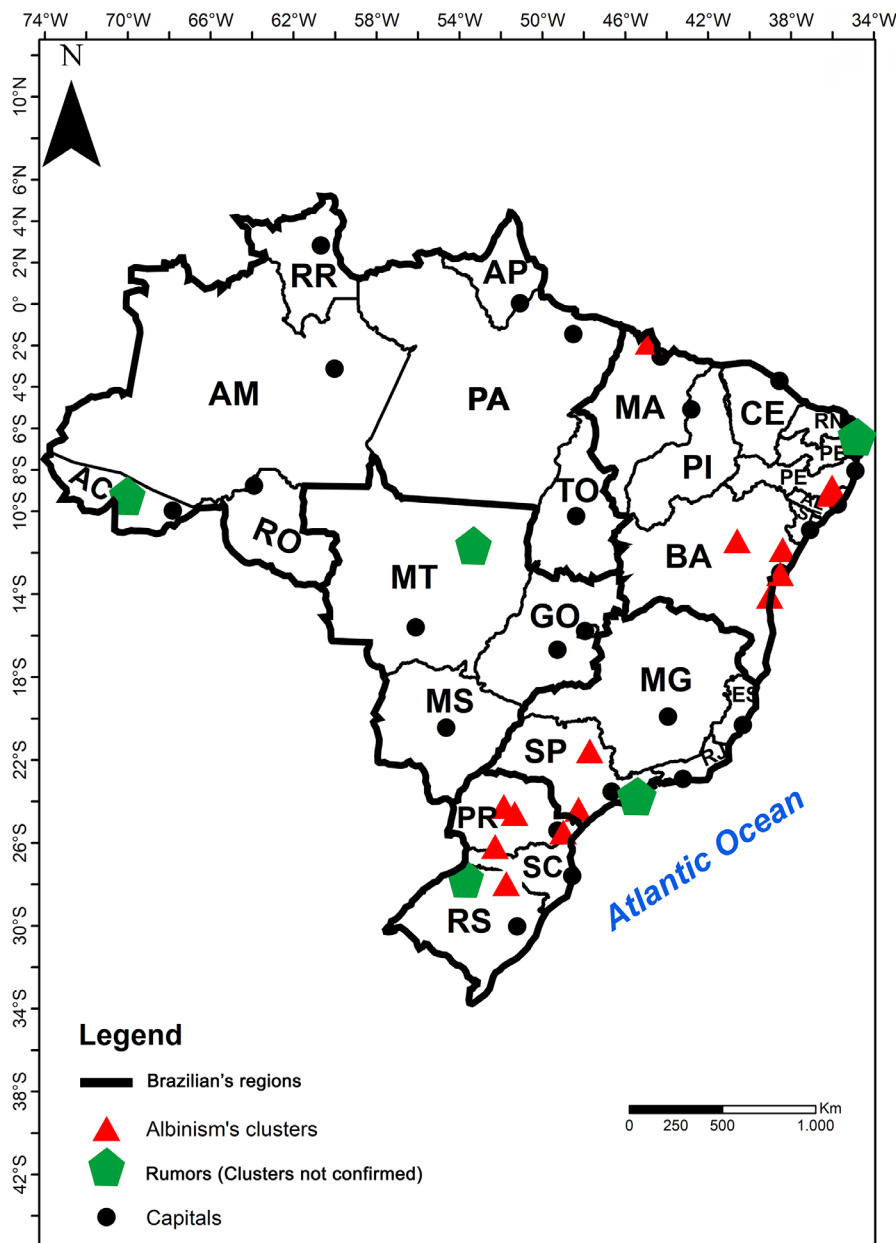 74°W 70°W 66°W 62°W 58°W 54°W 50°W 46°W 42°W 38°W 34°W
N
10°N
6°N
4°N
2°N
0°
2°S
4°S
6°S
8°S
10°S
14°S
18°S
22°S
26°S
30°S
34°S
38°S
42°S
RR
AP
AM
PA
MA
CE
RN
PB
PI
PE
AC
TO
AL
SE
RO
BA
MT
GO
MG
ES
MS
SP
RJ
PR
SC
RS
Atlantic Ocean
Legend
Brazilian's regions
Albinism's clusters
Rumors (Clusters not confirmed)
Capitals
Km
0 250 500 1.000